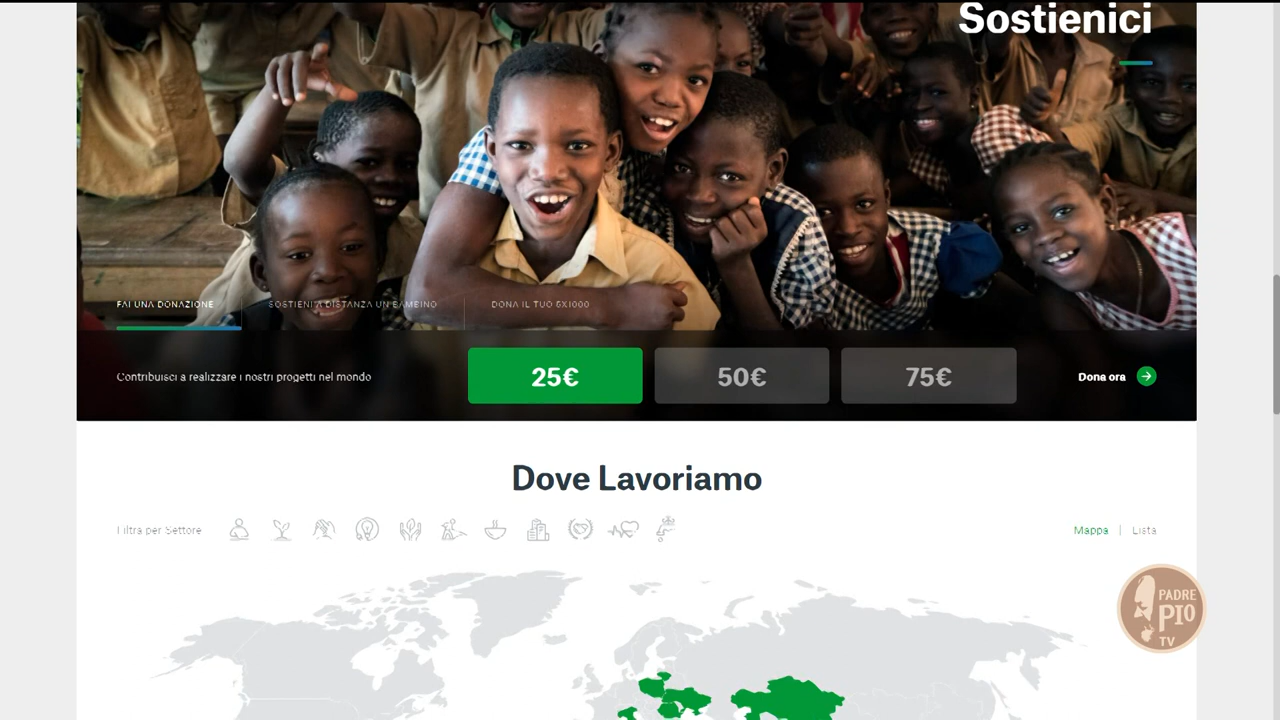 Sostienici
FAI UNA DONAZIONE
SOSTIENI A DISTANZA UN BAMBINO
DONA IL TUO 5X1000
Contribuisci a realizzare i nostri progetti nel mondo
25€
50€
75€
Dona ora
Dove Lavoriamo
Filtra per Settore
Mappa | Lista
PADRE
PIO
TV